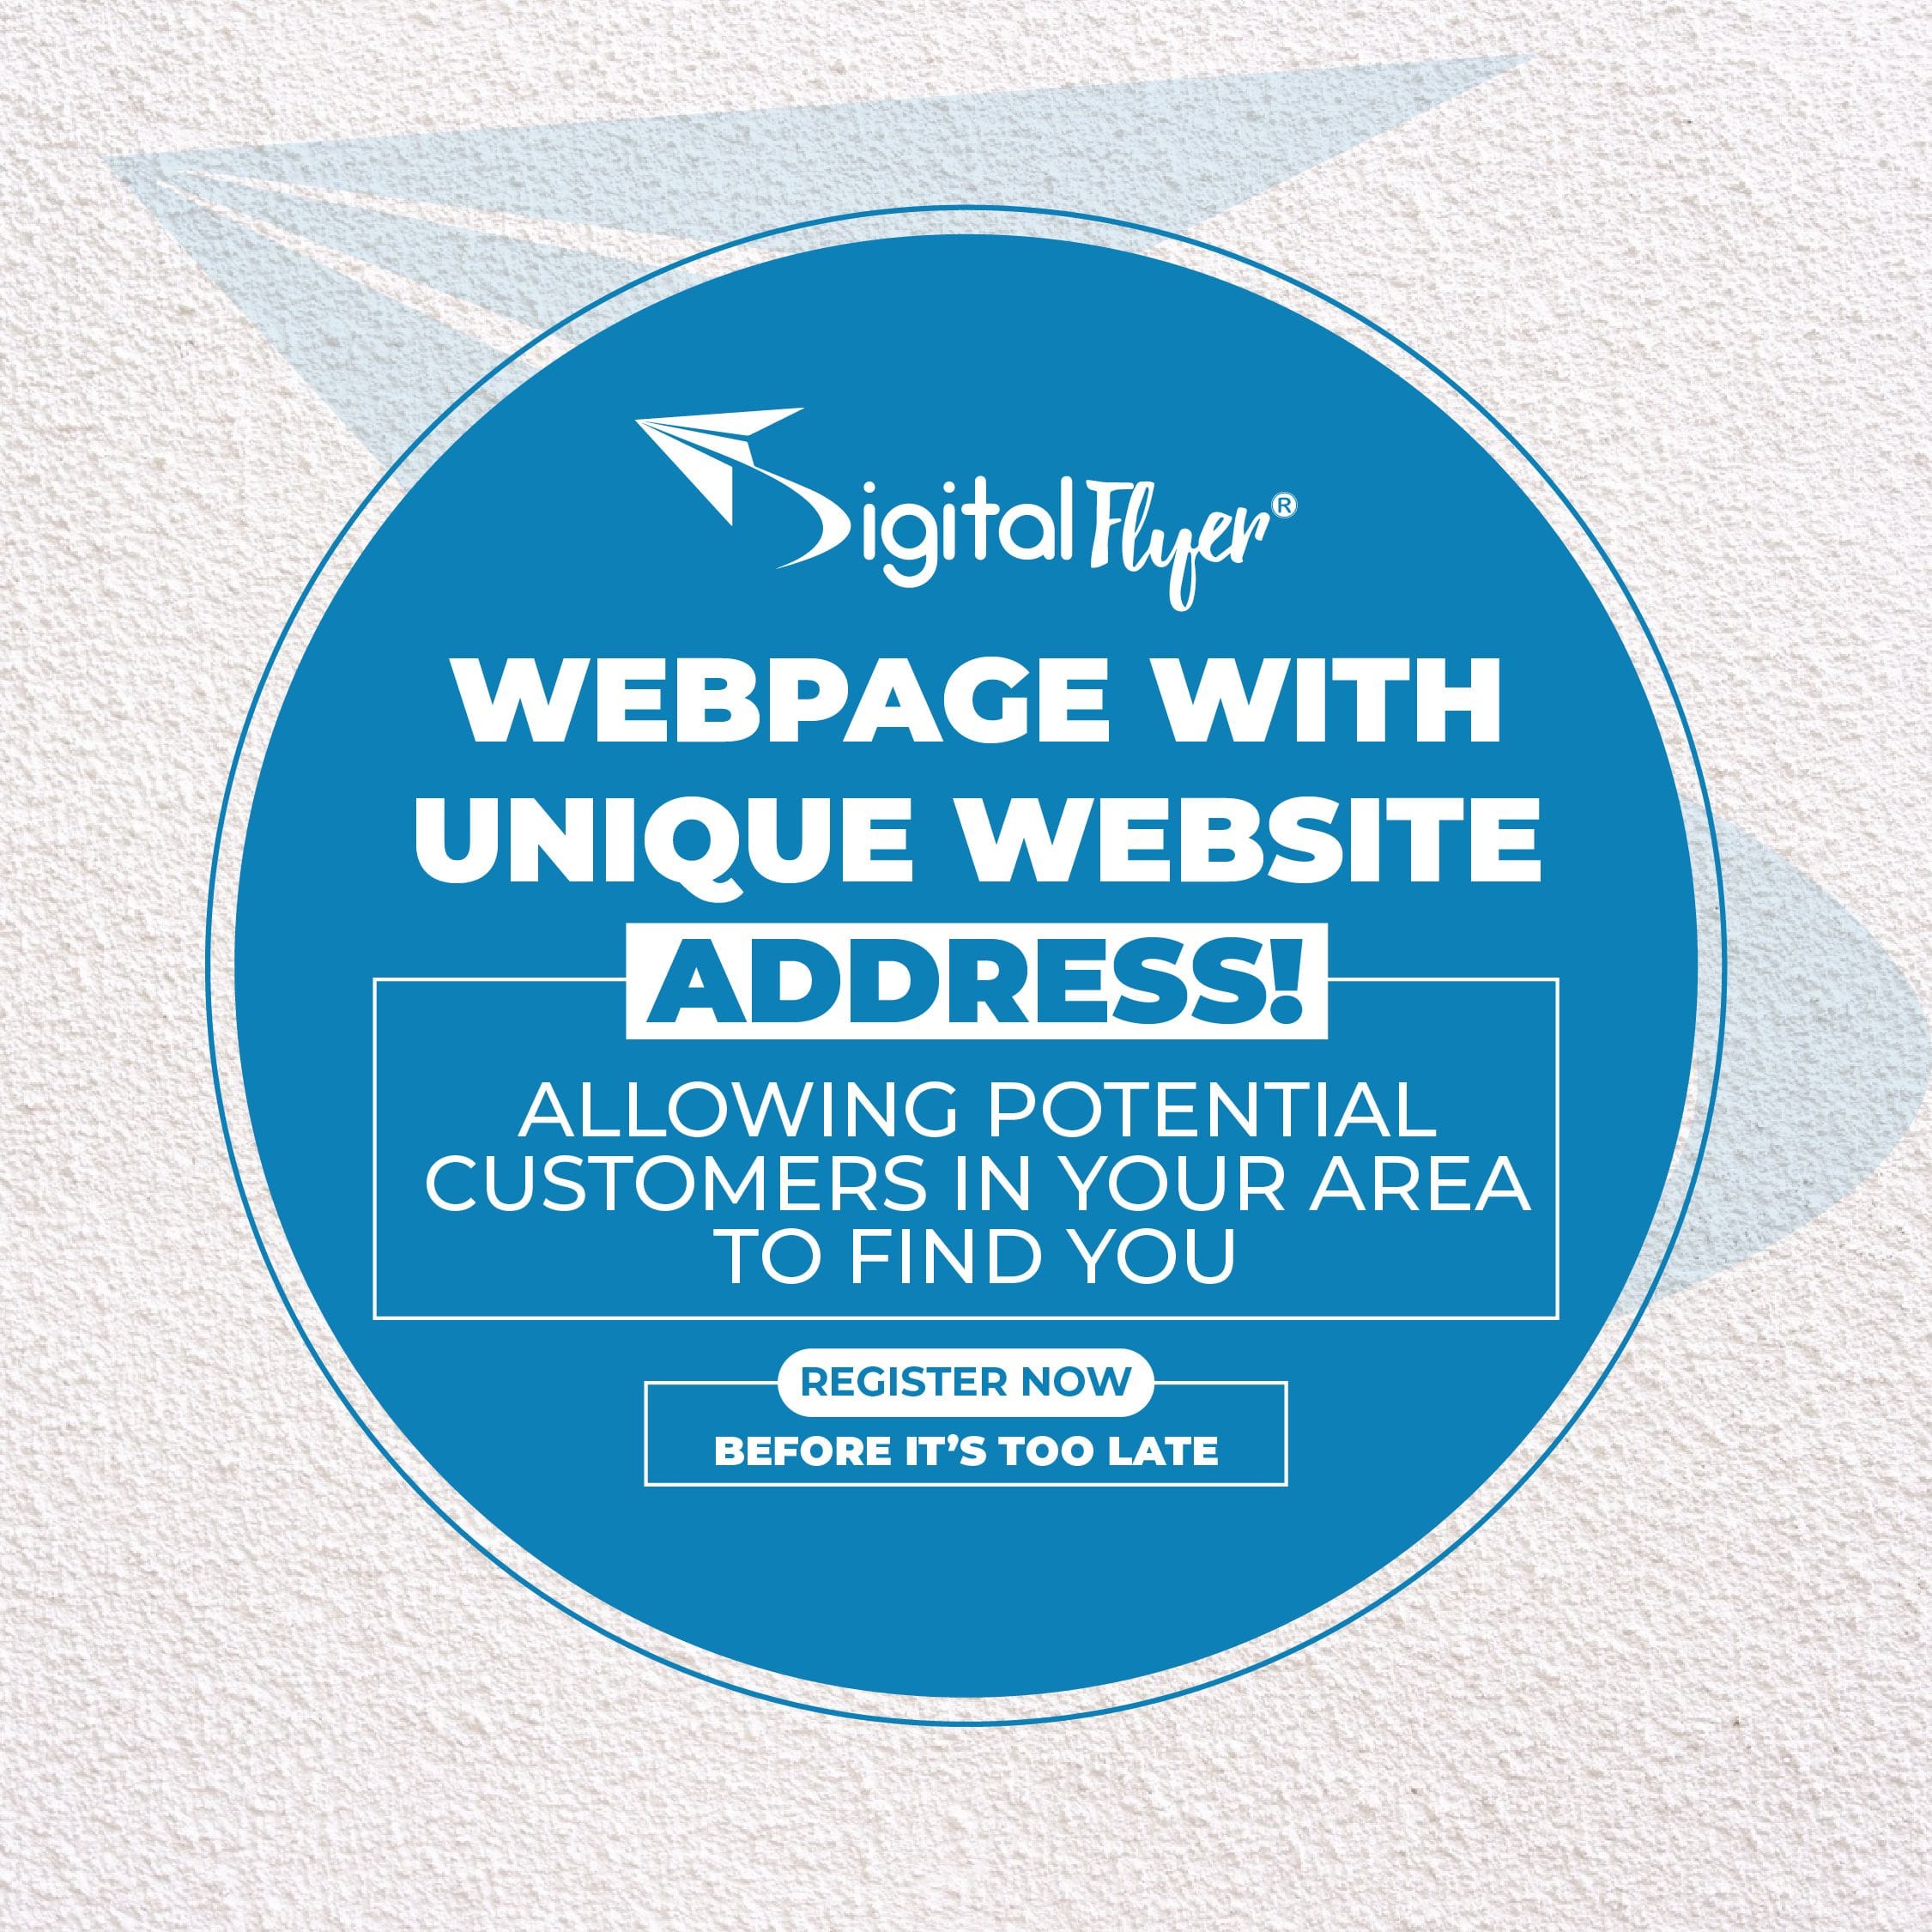 Digital Flyer®
WEBPAGE WITH
UNIQUE WEBSITE
ADDRESS!
ALLOWING POTENTIAL
CUSTOMERS IN YOUR AREA
TO FIND YOU
REGISTER NOW
BEFORE IT'S TOO LATE